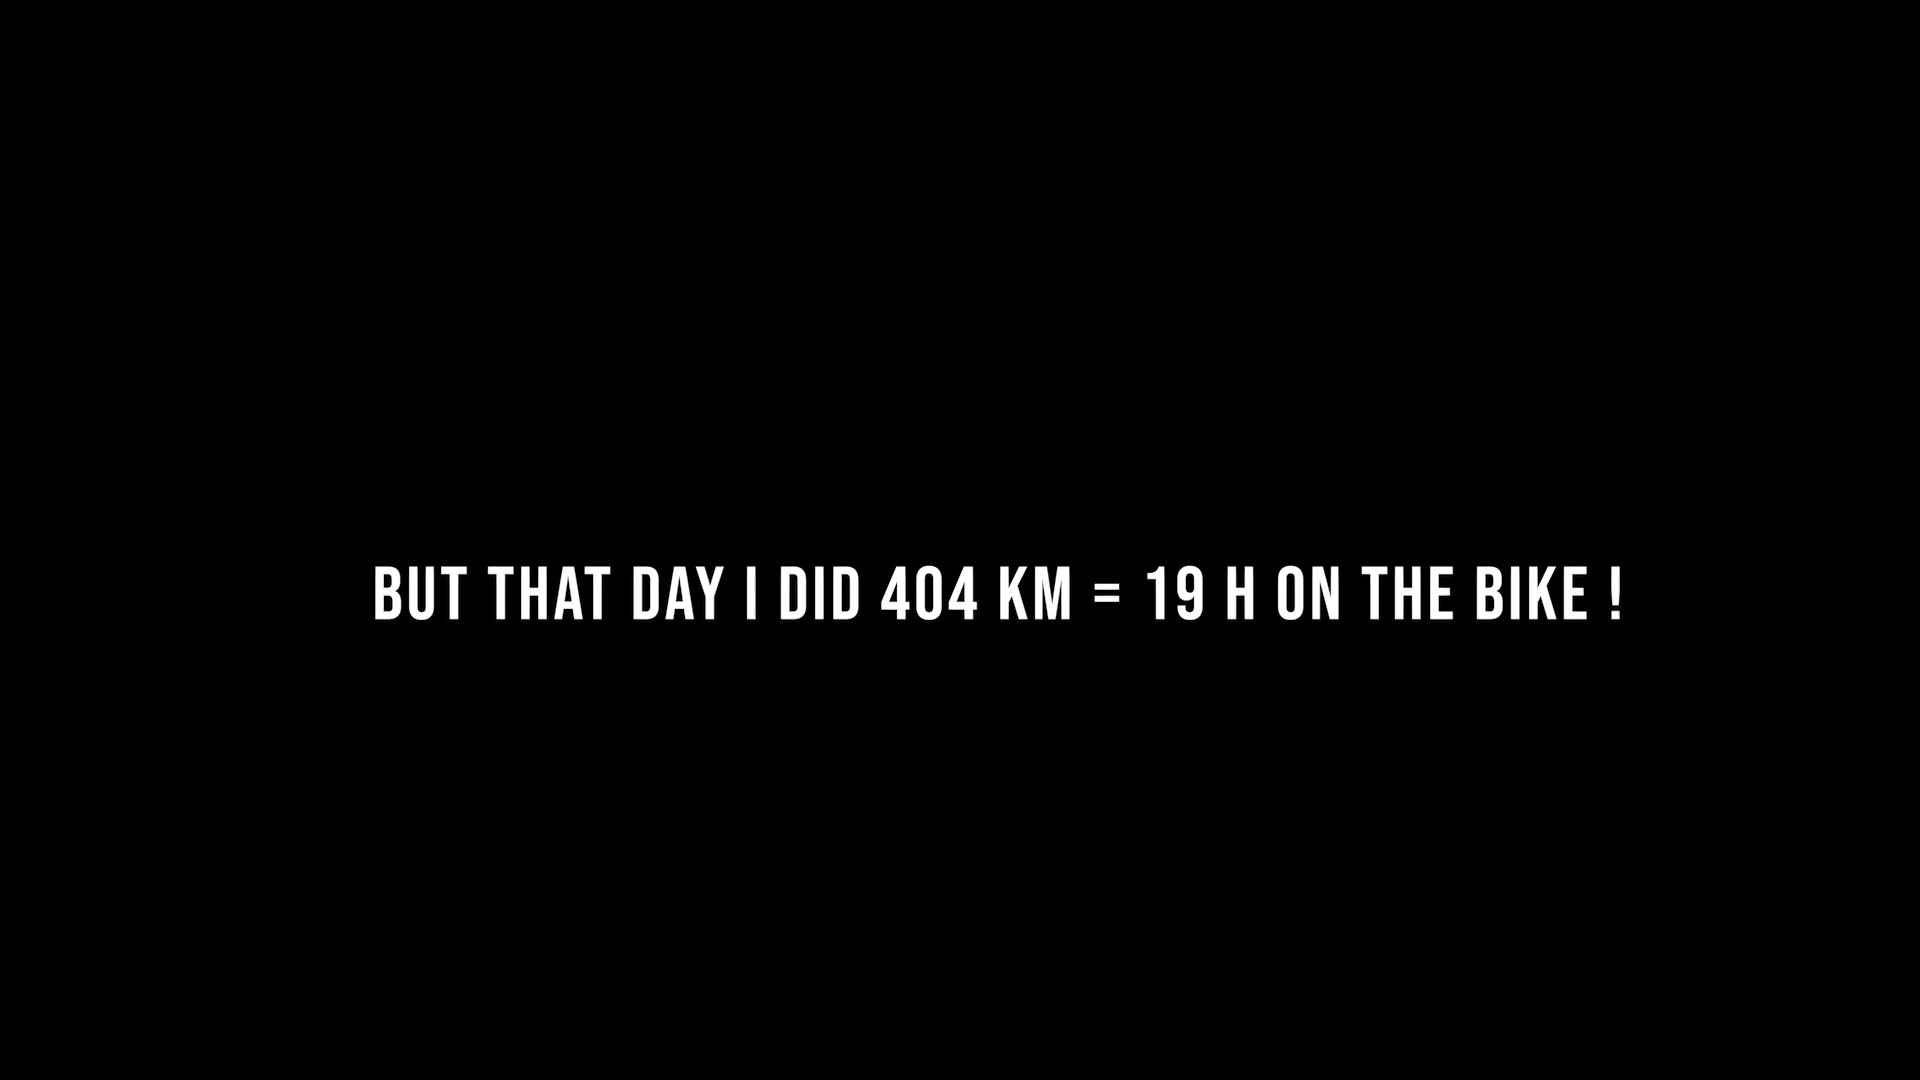 BUT THAT DAY I DID 404 KM = 19 H ON THE BIKE !